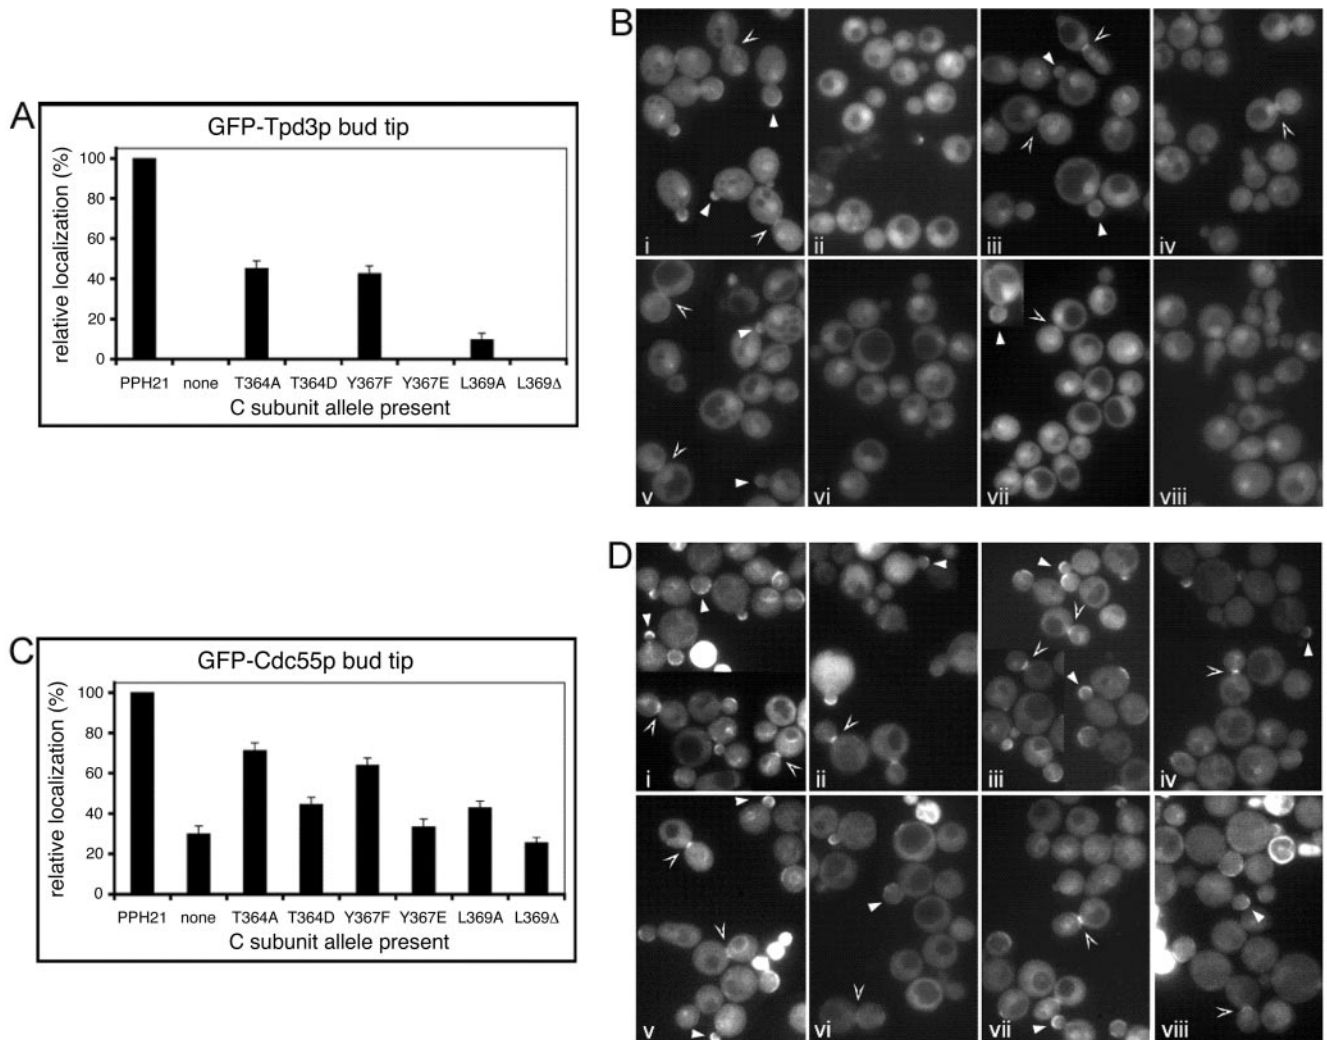 A
GFP-Tpd3p bud tip
relative localization (%)
100
80
60
40
20
0
PPH21 none T364A T364D Y367F Y367E L369A L369Δ
C subunit allele present
B
i ii iii iv
v vi vii viii
C
GFP-Cdc55p bud tip
relative localization (%)
100
80
60
40
20
0
PPH21 none T364A T364D Y367F Y367E L369A L369Δ
C subunit allele present
D
i ii iii iv
v vi vii viii